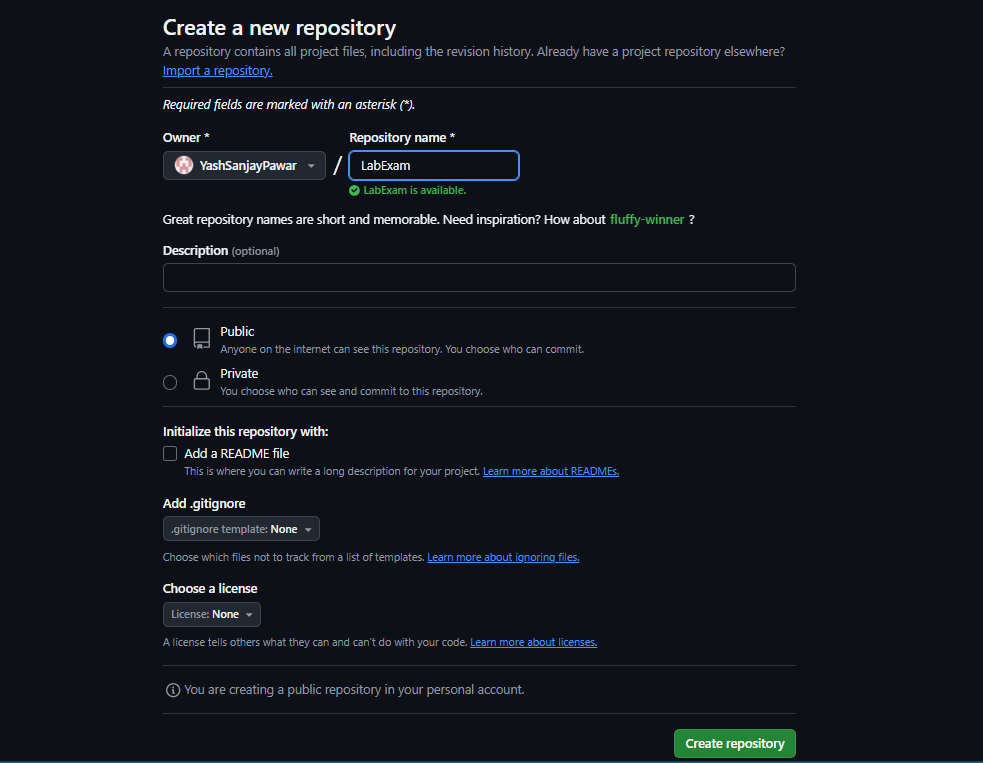 Create a new repository
A repository contains all project files, including the revision history. Already have a project repository elsewhere?
Import a repository.
Required fields are marked with an asterisk (*).
Owner *
Repository name *
YashSanjayPawar
/
LabExam
LabExam is available.
Great repository names are short and memorable. Need inspiration? How about fluffy-winner ?
Description (optional)
Public
Anyone on the internet can see this repository. You choose who can commit.
Private
You choose who can see and commit to this repository.
Initialize this repository with:
Add a README file
This is where you can write a long description for your project. Learn more about READMEs.
Add .gitignore
.gitignore template: None
Choose which files not to track from a list of templates. Learn more about ignoring files.
Choose a license
License: None
A license tells others what they can and can't do with your code. Learn more about licenses.
You are creating a public repository in your personal account.
Create repository